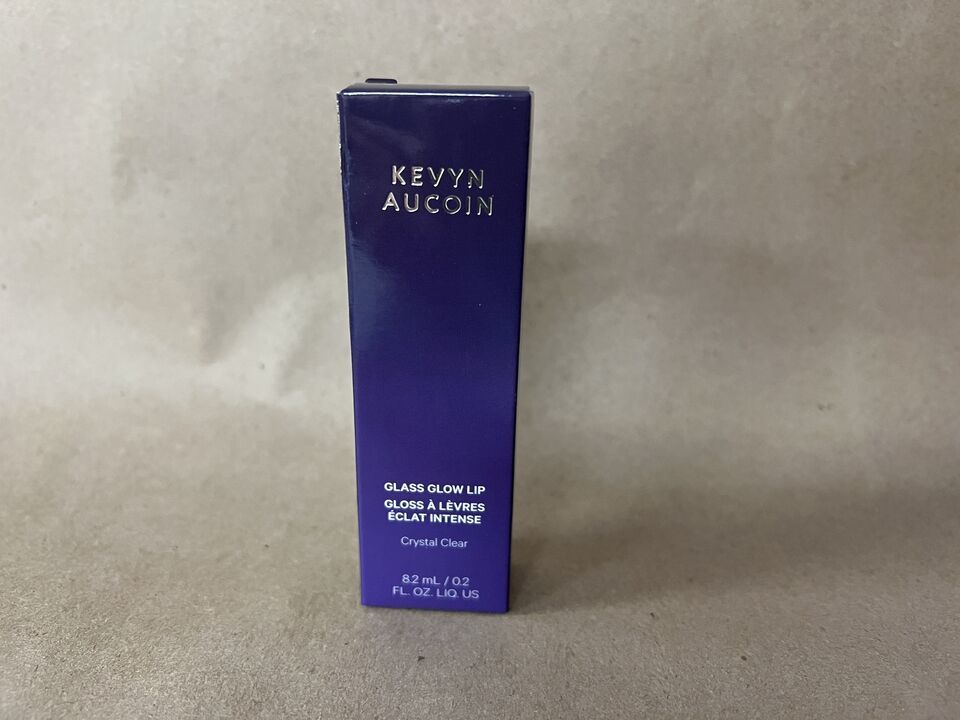 KEVYN
AUCOIN
GLASS GLOW LIP
GLOSS À LÈVRES
ÉCLAT INTENSE
Crystal Clear
8.2 mL / 0.2
FL. OZ. LIQ. US